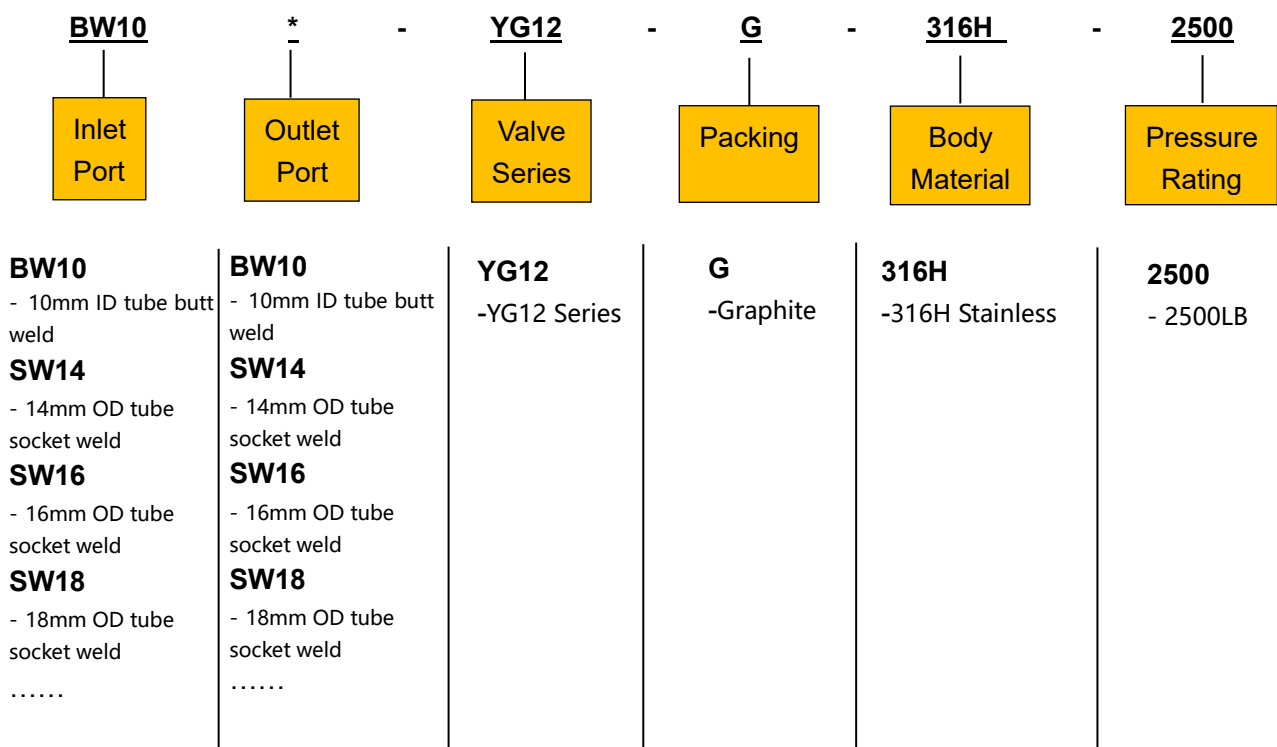 BW10 * - YG12 - G - 316H - 2500
Inlet
Port
Outlet
Port
Valve
Series
Packing
Body
Material
Pressure
Rating
BW10
- 10mm ID tube butt
weld
SW14
- 14mm OD tube
socket weld
SW16
- 16mm OD tube
socket weld
SW18
- 18mm OD tube
socket weld
……
BW10
- 10mm ID tube butt
weld
SW14
- 14mm OD tube
socket weld
SW16
- 16mm OD tube
socket weld
SW18
- 18mm OD tube
socket weld
……
YG12
-YG12 Series
G
-Graphite
316H
-316H Stainless
2500
- 2500LB